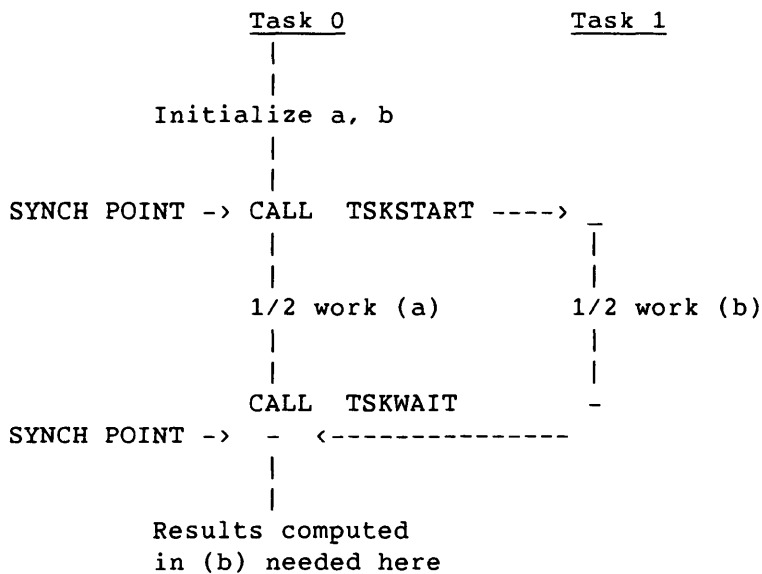 Task 0 Task 1
Initialize a, b
SYNCH POINT -> CALL TSKSTART ---->
1/2 work (a) 1/2 work (b)
CALL TSKWAIT
SYNCH POINT -> - <---------------
Results computed
in (b) needed here